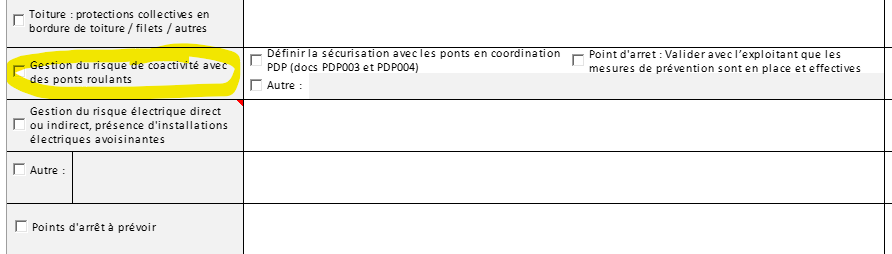 Toiture : protections collectives en
bordure de toiture / filets / autres
Gestion du risque de coactivité avec
des ponts roulants
Définir la sécurisation avec les ponts en coordination
PDP (docs PDP003 et PDP004)
Point d'arret : Valider avec l'exploitant que les
mesures de prévention sont en place et effectives
Autre :
Gestion du risque électrique direct
ou indirect, présence d'installations
électriques avoisinantes
Autre :
Points d'arrêt à prévoir